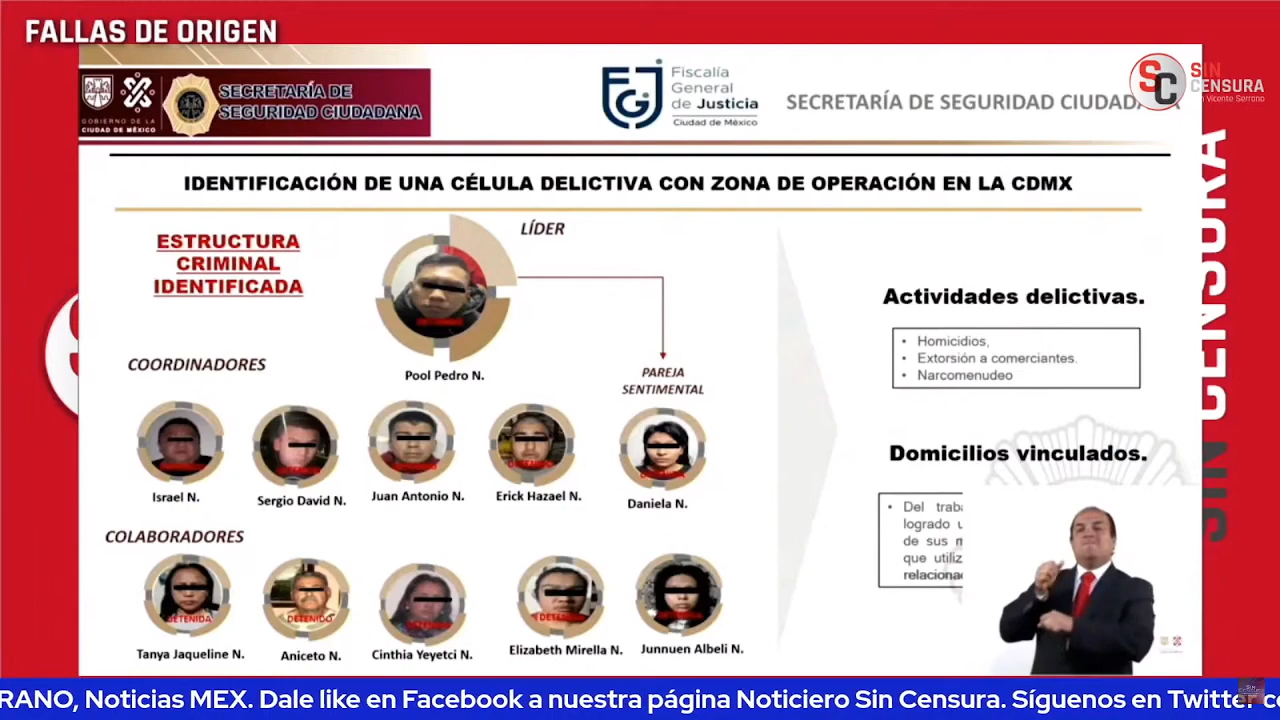 FALLAS DE ORIGEN
GOBIERNO DE LA
CIUDAD DE MÉXICO
SECRETARÍA DE
SEGURIDAD CIUDADANA
FGJ
Fiscalía
General
de Justicia
Ciudad de México
SECRETARÍA DE SEGURIDAD CIUDADANA
SC
SIN
CENSURA
Vicente Serrano
IDENTIFICACIÓN DE UNA CÉLULA DELICTIVA CON ZONA DE OPERACIÓN EN LA CDMX
ESTRUCTURA
CRIMINAL
IDENTIFICADA
LÍDER
Pool Pedro N.
PAREJA
SENTIMENTAL
COORDINADORES
Israel N.
Sergio David N.
Juan Antonio N.
Erick Hazael N.
Daniela N.
COLABORADORES
DETENIDA
DETENIDO
Tanya Jaqueline N.
Aniceto N.
Cinthia Yeyetci N.
Elizabeth Mirella N.
Junnuen Albeli N.
Actividades delictivas.
• Homicidios,
• Extorsión a comerciantes.
• Narcomenudeo
Domicilios vinculados.
• Del trab
logrado
de sus
que utiliz
relaciona
SIN CENSURA
RANO, Noticias MEX. Dale like en Facebook a nuestra página Noticiero Sin Censura. Síguenos en Twitter